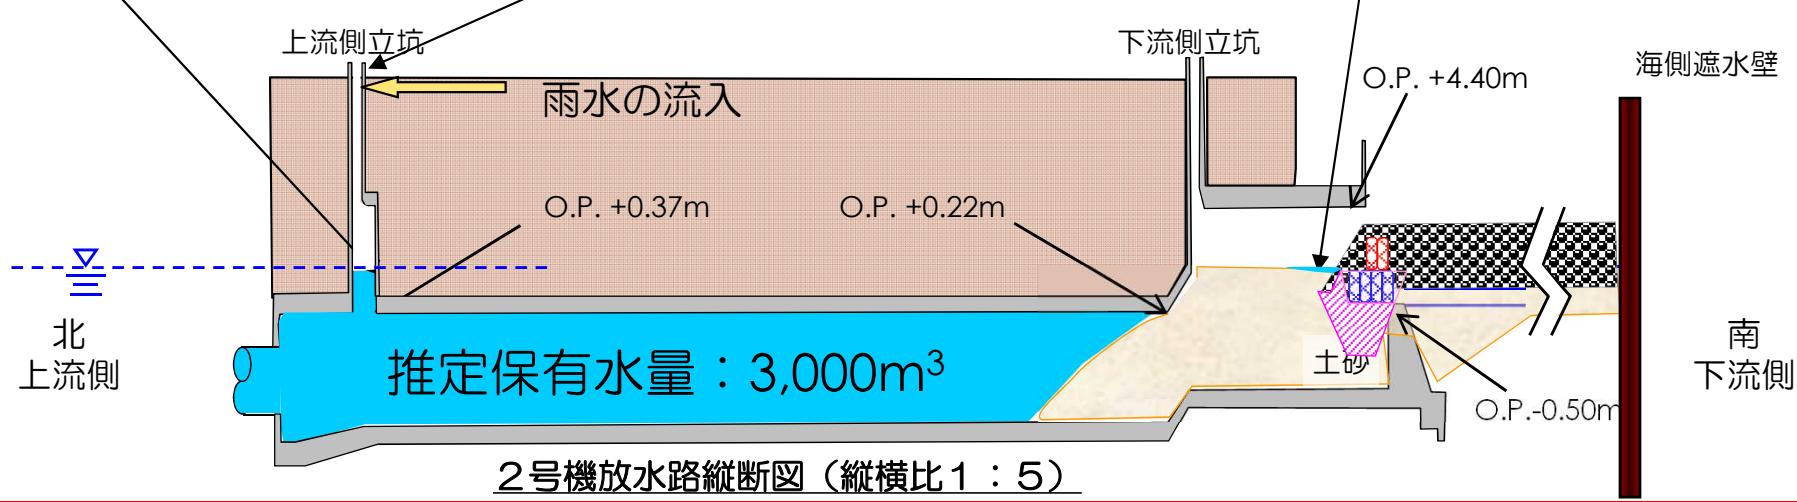 上流側立坑
下流側立坑
海側遮水壁
O.P. +4.40m
雨水の流入
O.P. +0.37m
O.P. +0.22m
北
上流側
推定保有水量：3,000m³
土砂
南
下流側
O.P.-0.50m
２号機放水路縦断図（縦横比１：５）